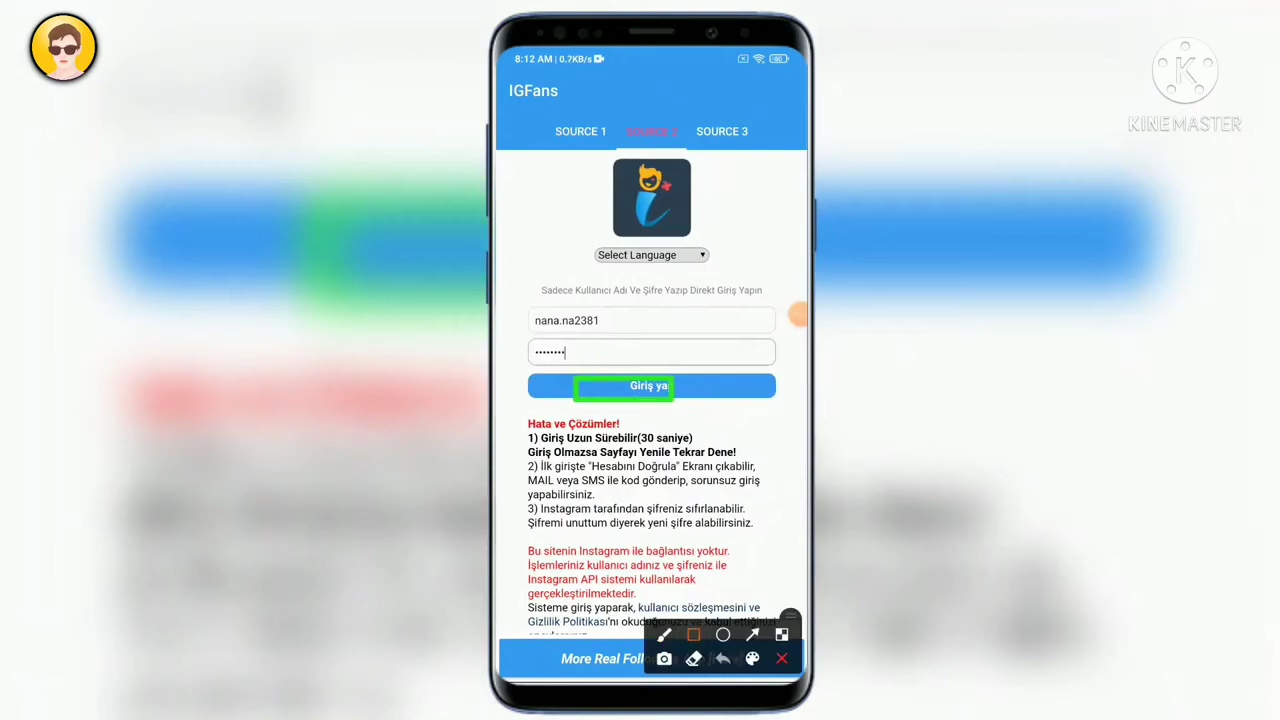 KINEMASTER
8:12 AM | 0.7KB/s
60
IGFans
SOURCE 1
SOURCE 2
SOURCE 3
Select Language
Sadece Kullanıcı Adı Ve Şifre Yazıp Direkt Giriş Yapın
nana.na2381
••••••••
Giriş ya
Hata ve Çözümler!
1) Giriş Uzun Sürebilir(30 saniye)
Giriş Olmazsa Sayfayı Yenile Tekrar Dene!
2) İlk girişte "Hesabını Doğrula" Ekranı çıkabilir,
MAIL veya SMS ile kod gönderip, sorunsuz giriş
yapabilirsiniz.
3) Instagram tarafından şifreniz sıfırlanabilir.
Şifremi unuttum diyerek yeni şifre alabilirsiniz.
Bu sitenin Instagram ile bağlantısı yoktur.
İşlemleriniz kullanıcı adınız ve şifreniz ile
Instagram API sistemi kullanılarak
gerçekleştirilmektedir.
Sisteme giriş yaparak, kullanıcı sözleşmesini ve
Gizlilik Politikası'nı okuduğunuzu ve kabul ettiğinizi
More Real Foll